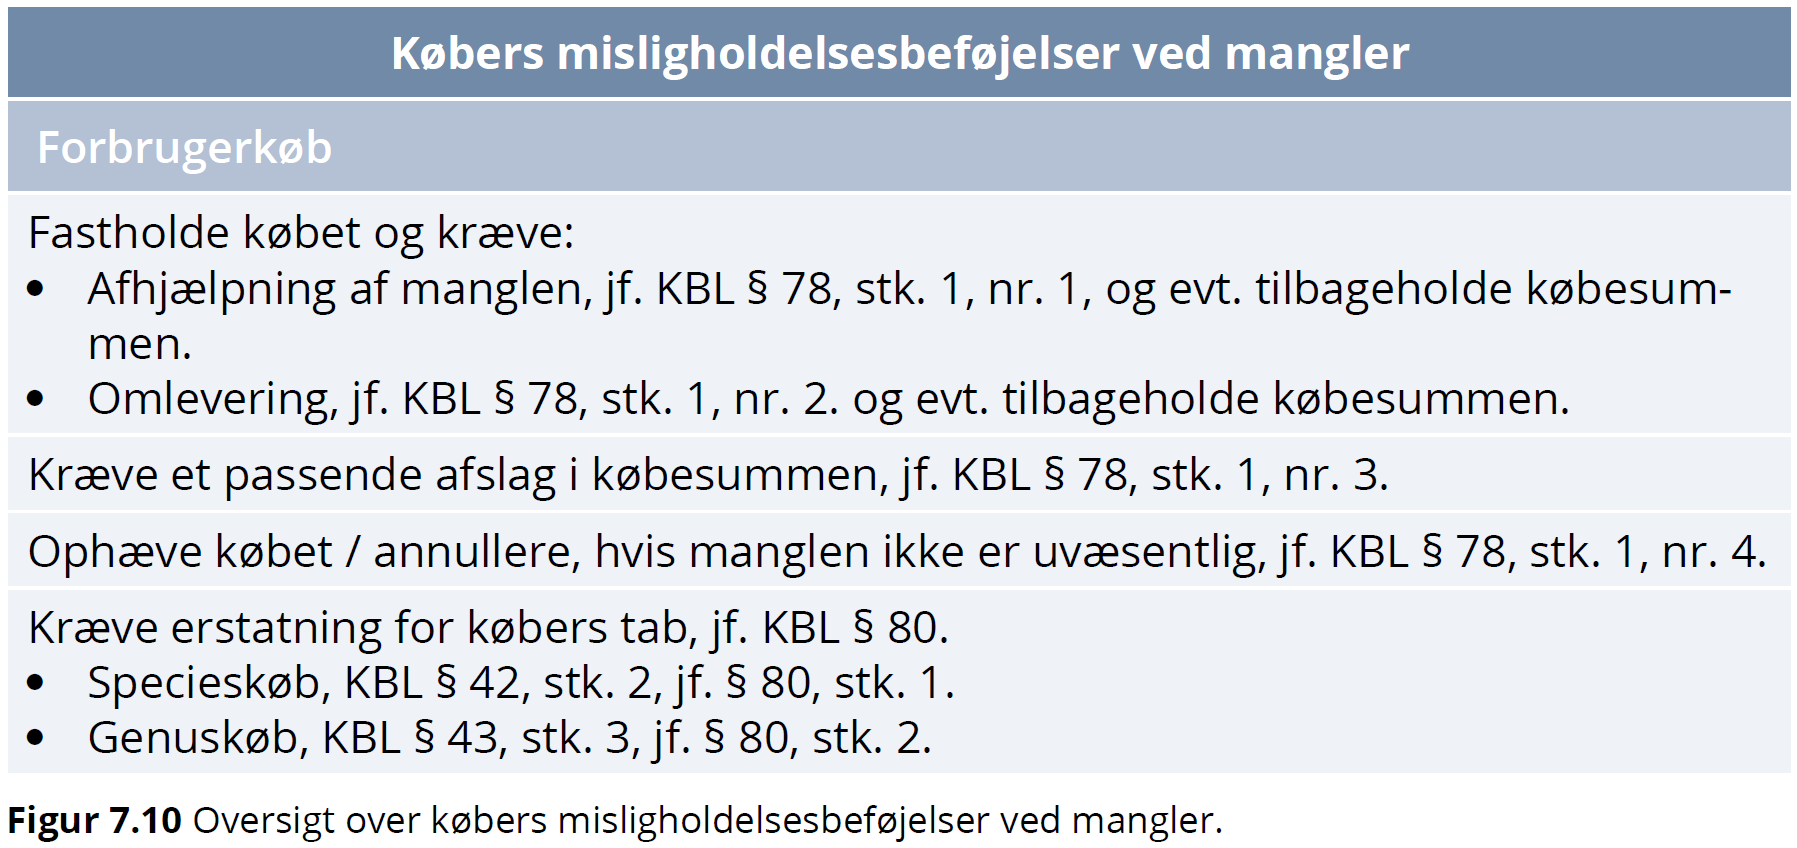 Købers misligholdelsesbeføjelser ved mangler
Forbrugerkøb
Fastholde købet og kræve:
• Afhjælpning af manglen, jf. KBL § 78, stk. 1, nr. 1, og evt. tilbageholde købesum-
men.
• Omlevering, jf. KBL § 78, stk. 1, nr. 2. og evt. tilbageholde købesummen.
Kræve et passende afslag i købesummen, jf. KBL § 78, stk. 1, nr. 3.
Ophæve købet / annullere, hvis manglen ikke er uvæsentlig, jf. KBL § 78, stk. 1, nr. 4.
Kræve erstatning for købers tab, jf. KBL § 80.
• Specieskøb, KBL § 42, stk. 2, jf. § 80, stk. 1.
• Genuskøb, KBL § 43, stk. 3, jf. § 80, stk. 2.
Figur 7.10 Oversigt over købers misligholdelsesbeføjelser ved mangler.